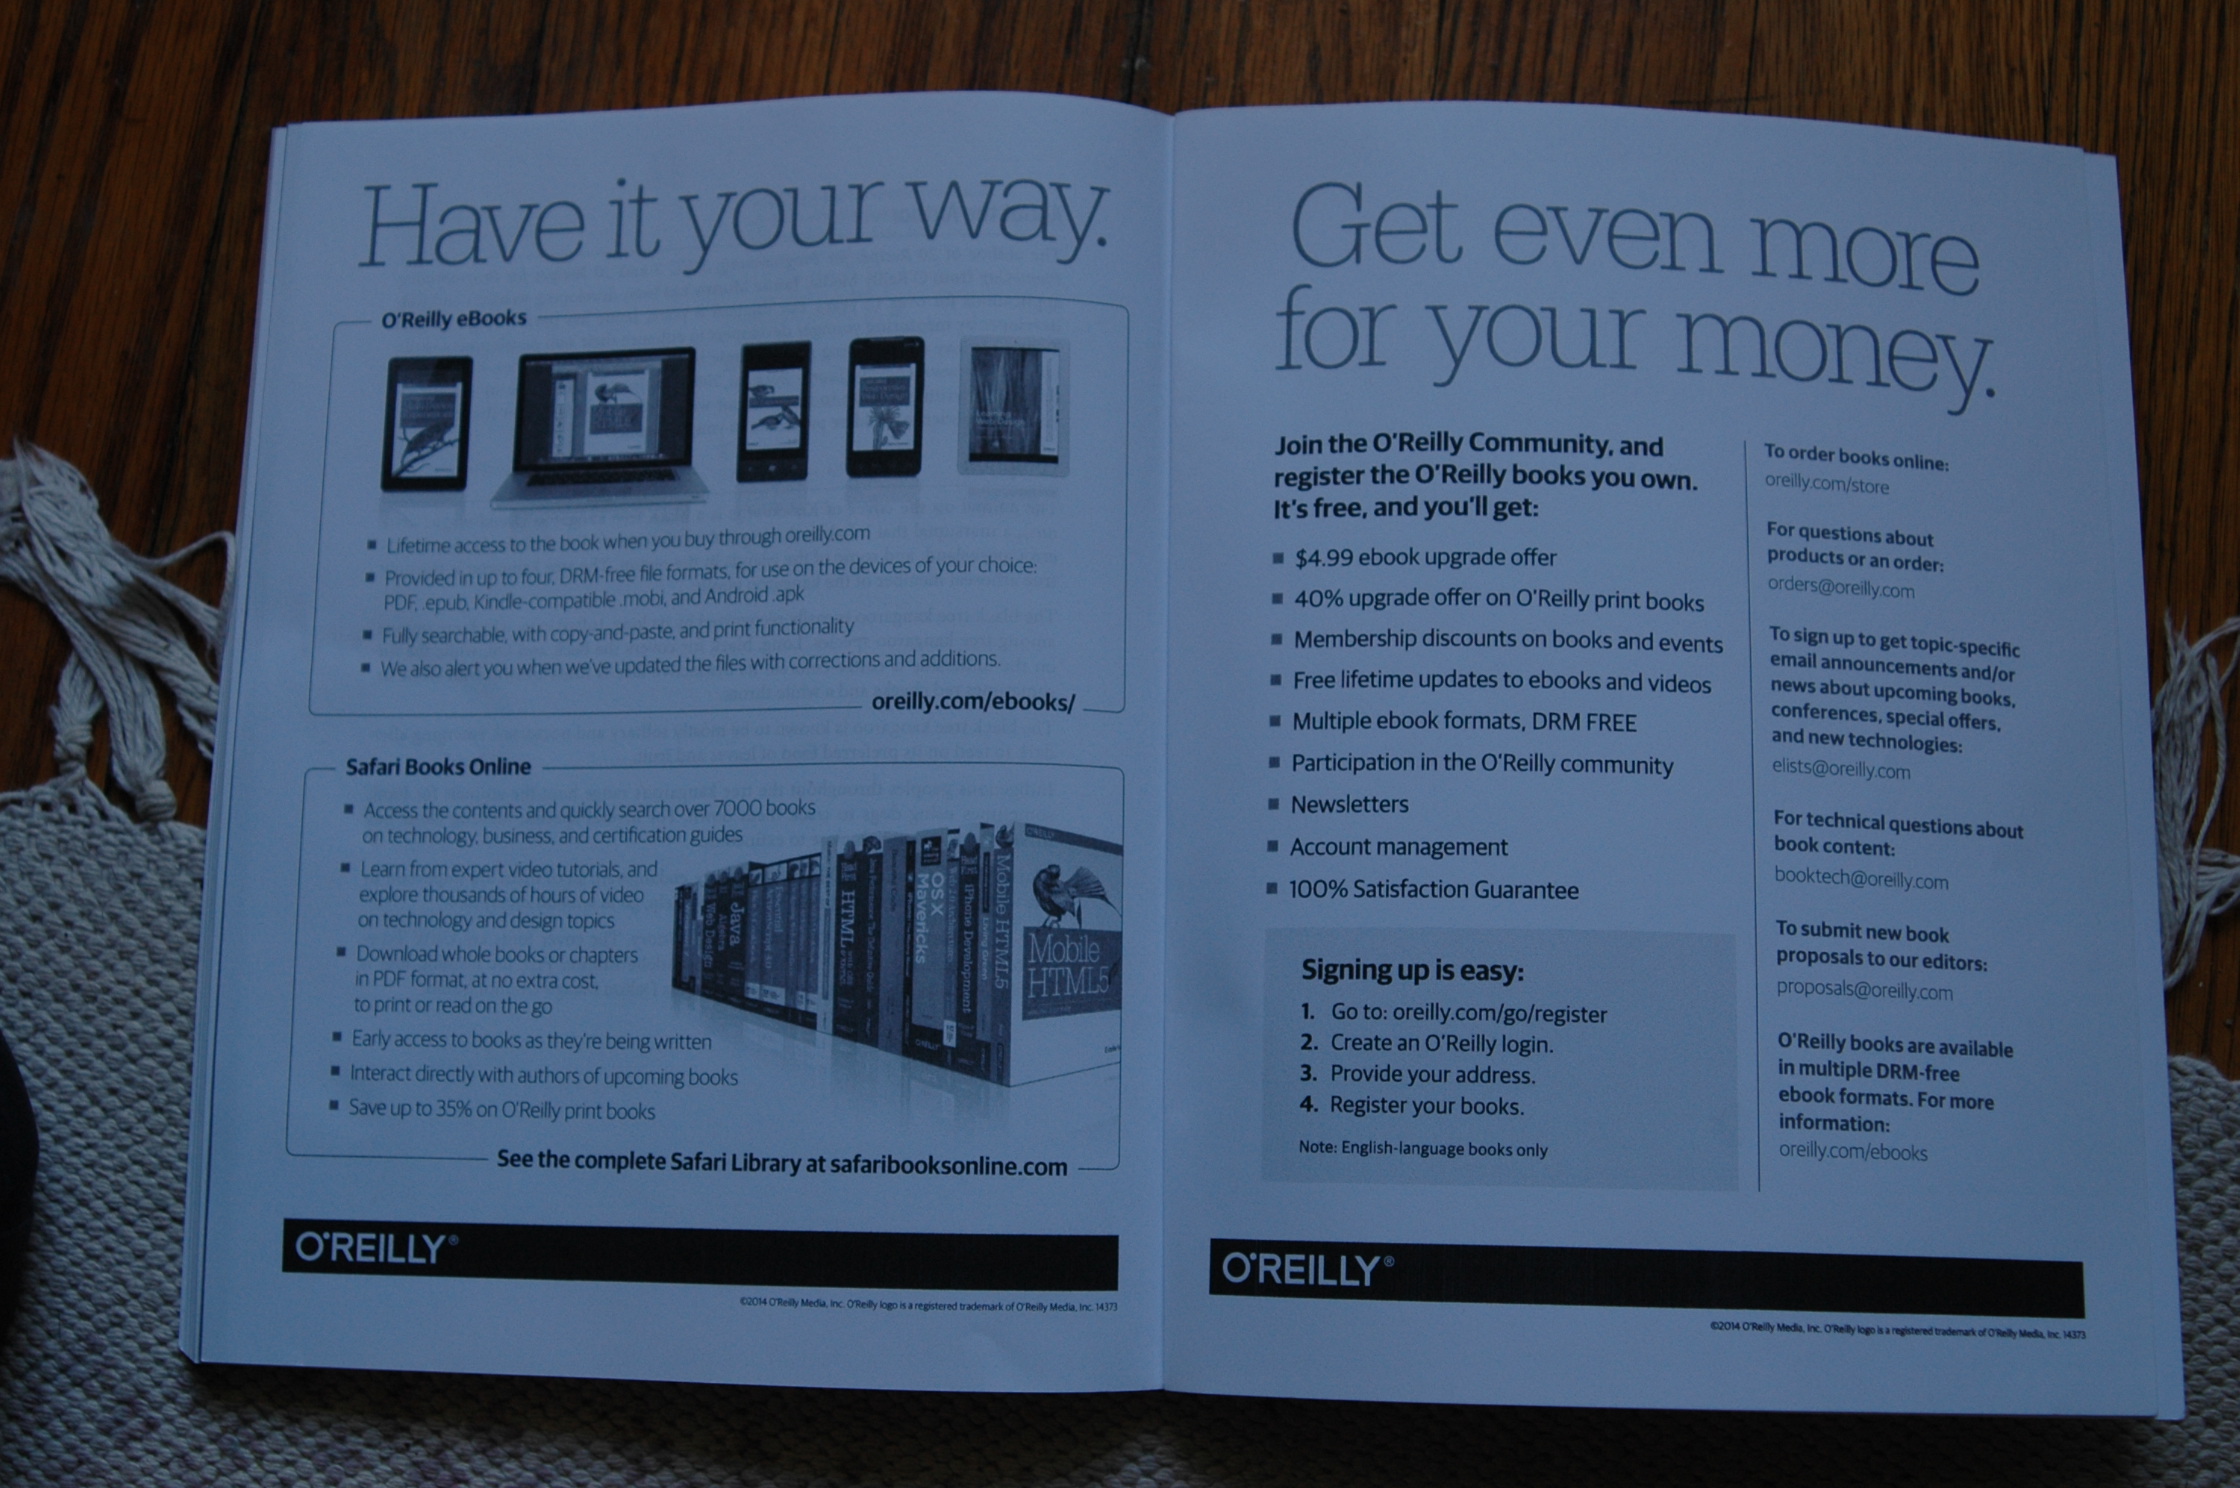 Have it your way.
O'Reilly eBooks
Lifetime access to the book when you buy through oreilly.com
Provided in up to four, DRM-free file formats, for use on the devices of your choice:
PDF, .epub, Kindle-compatible .mobi, and Android .apk
Fully searchable, with copy-and-paste, and print functionality
We also alert you when we've updated the files with corrections and additions.
oreilly.com/ebooks/
Safari Books Online
Access the contents and quickly search over 7000 books
on technology, business, and certification guides
Learn from expert video tutorials, and
explore thousands of hours of video
on technology and design topics
Download whole books or chapters
in PDF format, at no extra cost,
to print or read on the go
Early access to books as they're being written
Interact directly with authors of upcoming books
Save up to 35% on O'Reilly print books
Web Design
Algebra
Java
HTML
Java Performance: The Definitive Guide
OS X
Mavericks
iPhone Development
Living Green
Mobile HTML5
Mobile
HTML5
See the complete Safari Library at safaribooksonline.com
O'REILLY®
©2014 O'Reilly Media, Inc. O'Reilly logo is a registered trademark of O'Reilly Media, Inc. 14373
Get even more
for your money.
Join the O'Reilly Community, and
register the O'Reilly books you own.
It's free, and you'll get:
$4.99 ebook upgrade offer
40% upgrade offer on O'Reilly print books
Membership discounts on books and events
Free lifetime updates to ebooks and videos
Multiple ebook formats, DRM FREE
Participation in the O'Reilly community
Newsletters
Account management
100% Satisfaction Guarantee
Signing up is easy:
1. Go to: oreilly.com/go/register
2. Create an O'Reilly login.
3. Provide your address.
4. Register your books.
Note: English-language books only
To order books online:
oreilly.com/store
For questions about
products or an order:
orders@oreilly.com
To sign up to get topic-specific
email announcements and/or
news about upcoming books,
conferences, special offers,
and new technologies:
elists@oreilly.com
For technical questions about
book content:
booktech@oreilly.com
To submit new book
proposals to our editors:
proposals@oreilly.com
O'Reilly books are available
in multiple DRM-free
ebook formats. For more
information:
oreilly.com/ebooks
O'REILLY®
©2014 O'Reilly Media, Inc. O'Reilly logo is a registered trademark of O'Reilly Media, Inc. 14373